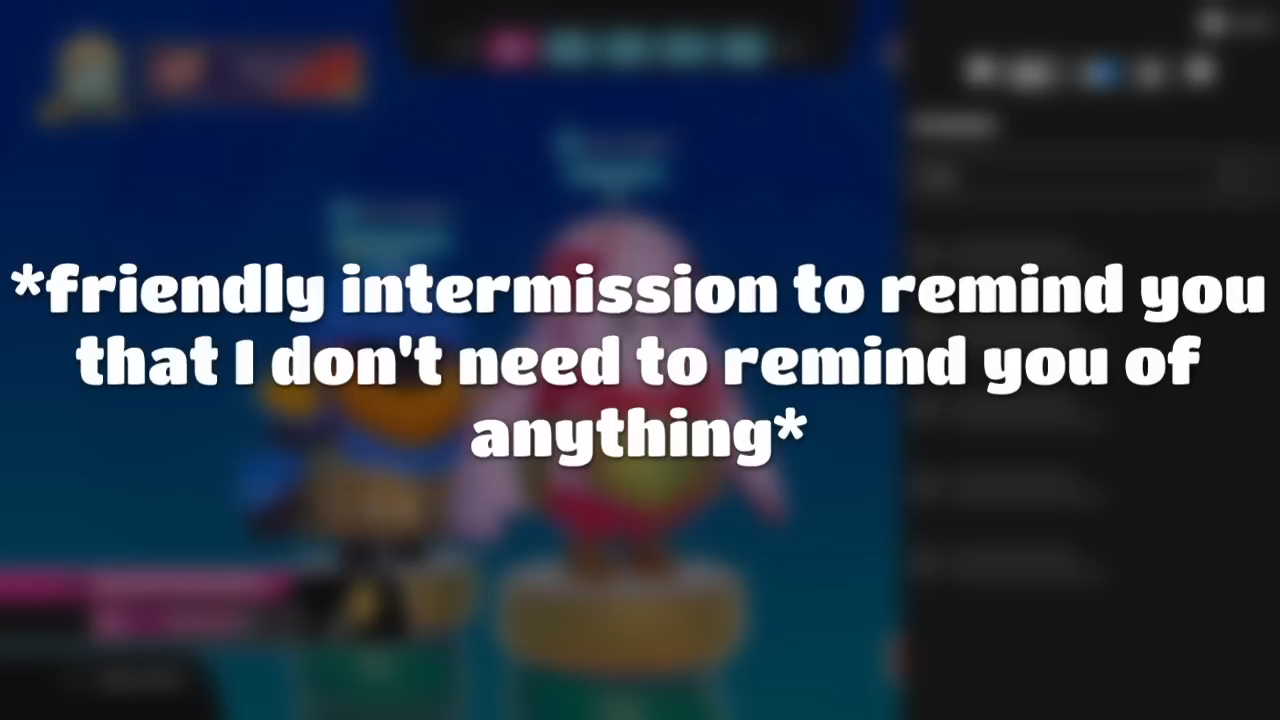 *friendly intermission to remind you
that I don't need to remind you of
anything*